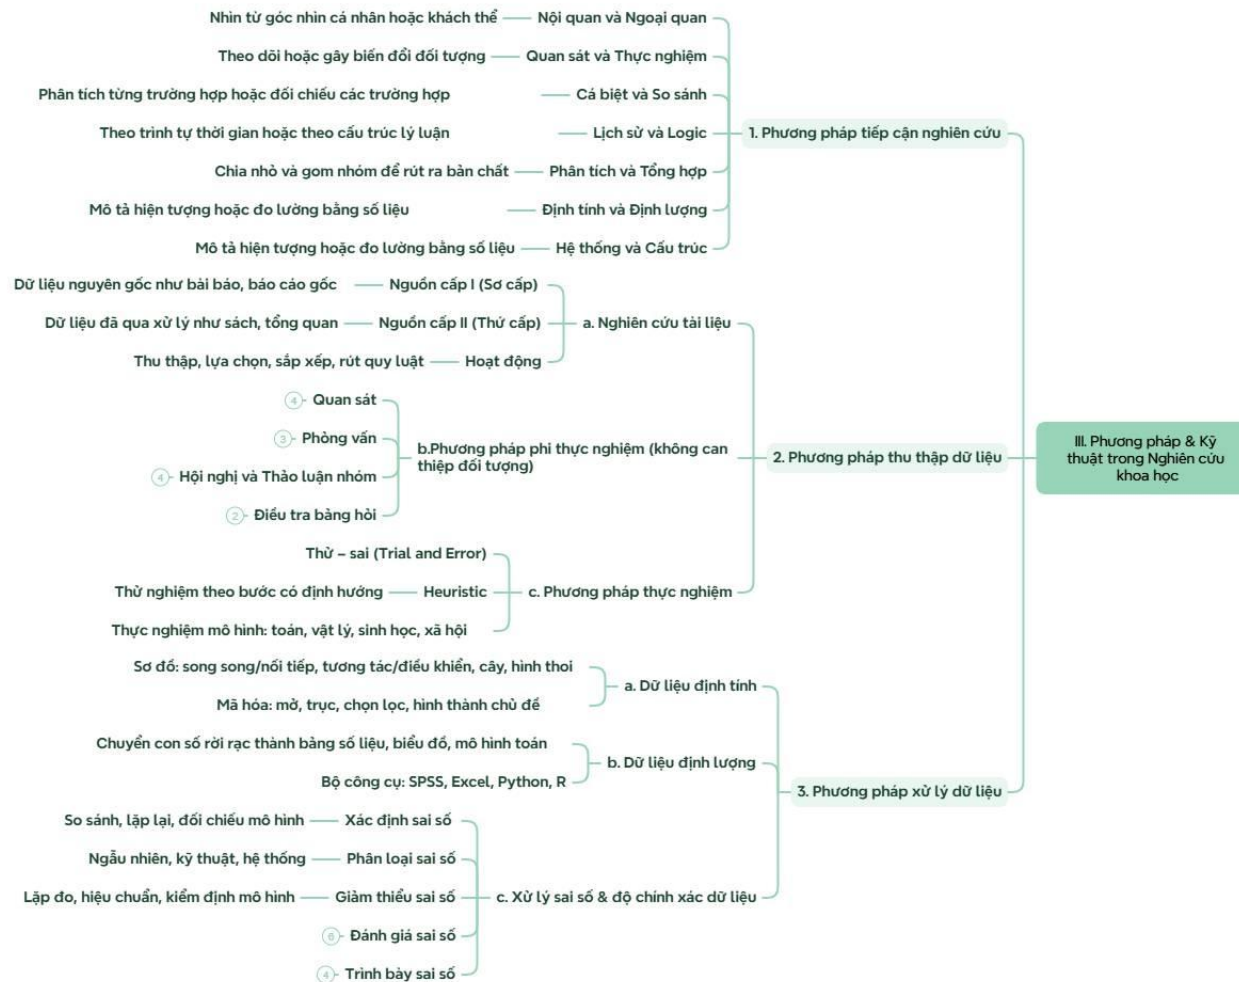 III. Phương pháp & Kỹ
thuật trong Nghiên cứu
khoa học
1. Phương pháp tiếp cận nghiên cứu
Nội quan và Ngoại quan
Nhìn từ góc nhìn cá nhân hoặc khách thể
Quan sát và Thực nghiệm
Theo dõi hoặc gây biến đổi đối tượng
Cá biệt và So sánh
Phân tích từng trường hợp hoặc đối chiếu các trường hợp
Lịch sử và Logic
Theo trình tự thời gian hoặc theo cấu trúc lý luận
Phân tích và Tổng hợp
Chia nhỏ và gom nhóm để rút ra bản chất
Định tính và Định lượng
Mô tả hiện tượng hoặc đo lường bằng số liệu
Hệ thống và Cấu trúc
Mô tả hiện tượng hoặc đo lường bằng số liệu
2. Phương pháp thu thập dữ liệu
a. Nghiên cứu tài liệu
Nguồn cấp I (Sơ cấp)
Dữ liệu nguyên gốc như bài báo, báo cáo gốc
Nguồn cấp II (Thứ cấp)
Dữ liệu đã qua xử lý như sách, tổng quan
Hoạt động
Thu thập, lựa chọn, sắp xếp, rút quy luật
b.Phương pháp phi thực nghiệm (không can
thiệp đối tượng)
Quan sát
4
Phỏng vấn
3
Hội nghị và Thảo luận nhóm
4
Điều tra bảng hỏi
2
c. Phương pháp thực nghiệm
Thử – sai (Trial and Error)
Heuristic
Thử nghiệm theo bước có định hướng
Thực nghiệm mô hình: toán, vật lý, sinh học, xã hội
3. Phương pháp xử lý dữ liệu
a. Dữ liệu định tính
Sơ đồ: song song/nối tiếp, tương tác/điều khiển, cây, hình thoi
Mã hóa: mở, trục, chọn lọc, hình thành chủ đề
b. Dữ liệu định lượng
Chuyển con số rời rạc thành bảng số liệu, biểu đồ, mô hình toán
Bộ công cụ: SPSS, Excel, Python, R
c. Xử lý sai số & độ chính xác dữ liệu
Xác định sai số
So sánh, lặp lại, đối chiếu mô hình
Phân loại sai số
Ngẫu nhiên, kỹ thuật, hệ thống
Giảm thiểu sai số
Lặp đo, hiệu chuẩn, kiểm định mô hình
Đánh giá sai số
6
Trình bày sai số
4